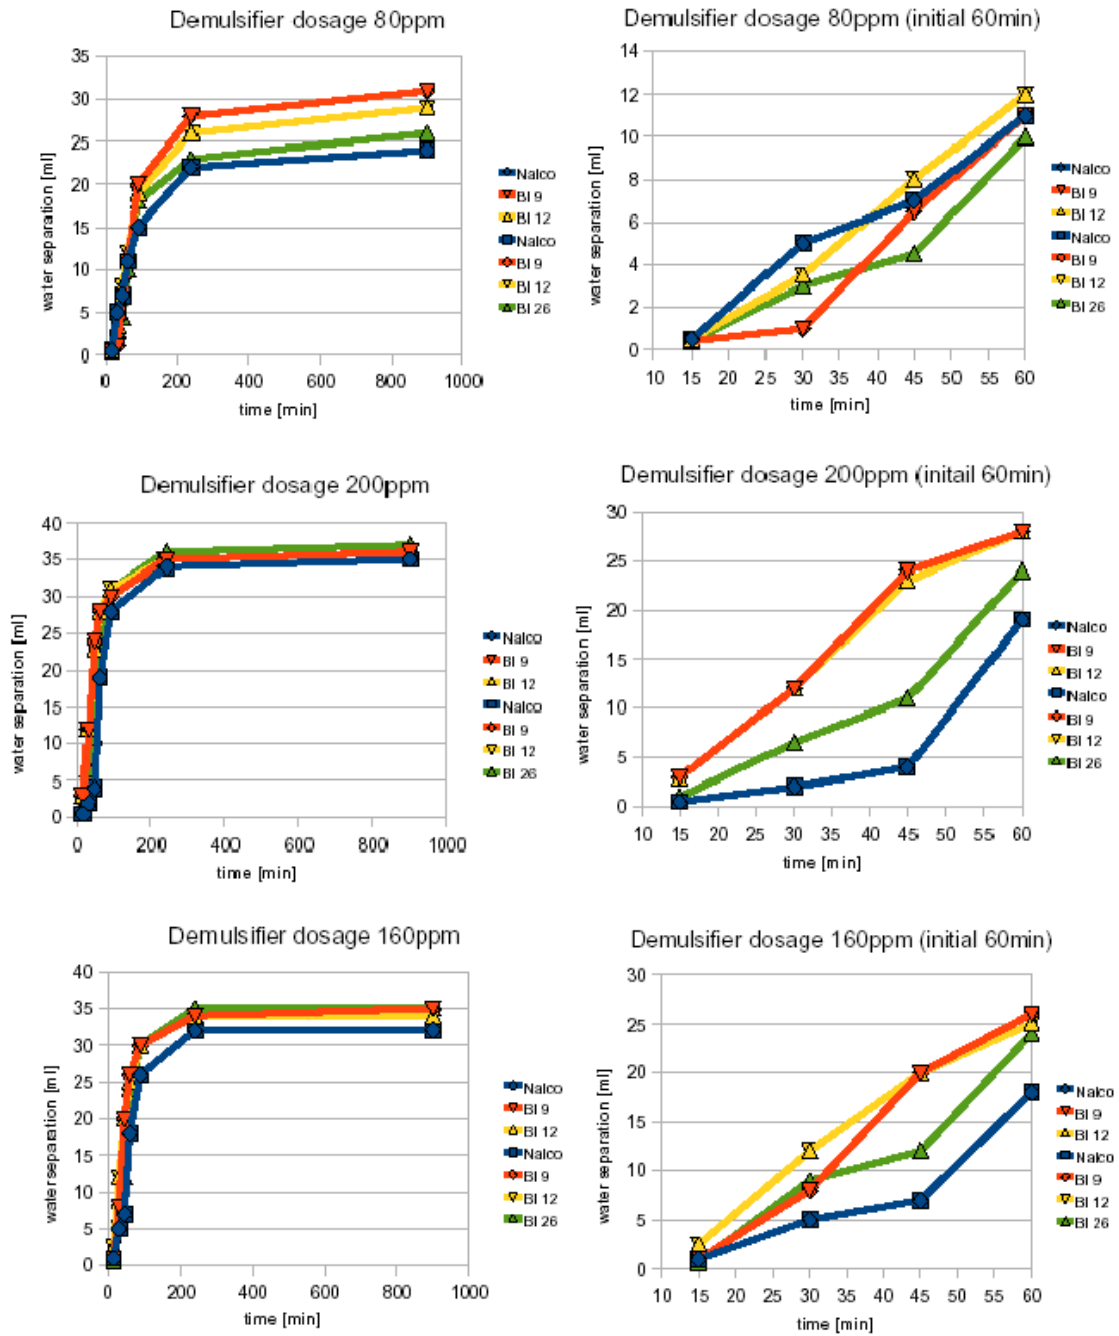 Demulsifier dosage 80ppm
35
30
25
20
15
10
5
0
water separation [ml]
0 200 400 600 800 1000
time [min]
Nalco
BI 9
BI 12
Nalco
BI 9
BI 12
BI 26
Demulsifier dosage 80ppm (initial 60min)
14
12
10
8
6
4
2
0
water separation [ml]
10 15 20 25 30 35 40 45 50 55 60
time [min]
Nalco
BI 9
BI 12
Nalco
BI 9
BI 12
BI 26
Demulsifier dosage 200ppm
40
35
30
25
20
15
10
5
0
water separation [ml]
0 200 400 600 800 1000
time [min]
Nalco
BI 9
BI 12
Nalco
BI 9
BI 12
BI 26
Demulsifier dosage 200ppm (initail 60min)
30
25
20
15
10
5
0
water separation [ml]
10 15 20 25 30 35 40 45 50 55 60
time [min]
Nalco
BI 9
BI 12
Nalco
BI 9
BI 12
BI 26
Demulsifier dosage 160ppm
40
35
30
25
20
15
10
5
0
water separation [ml]
0 200 400 600 800 1000
time [min]
Nalco
BI 9
BI 12
Nalco
BI 9
BI 12
BI 26
Demulsifier dosage 160ppm (initial 60min)
30
25
20
15
10
5
0
water separation [ml]
10 15 20 25 30 35 40 45 50 55 60
time [min]
Nalco
BI 9
BI 12
Nalco
BI 9
BI 12
BI 26